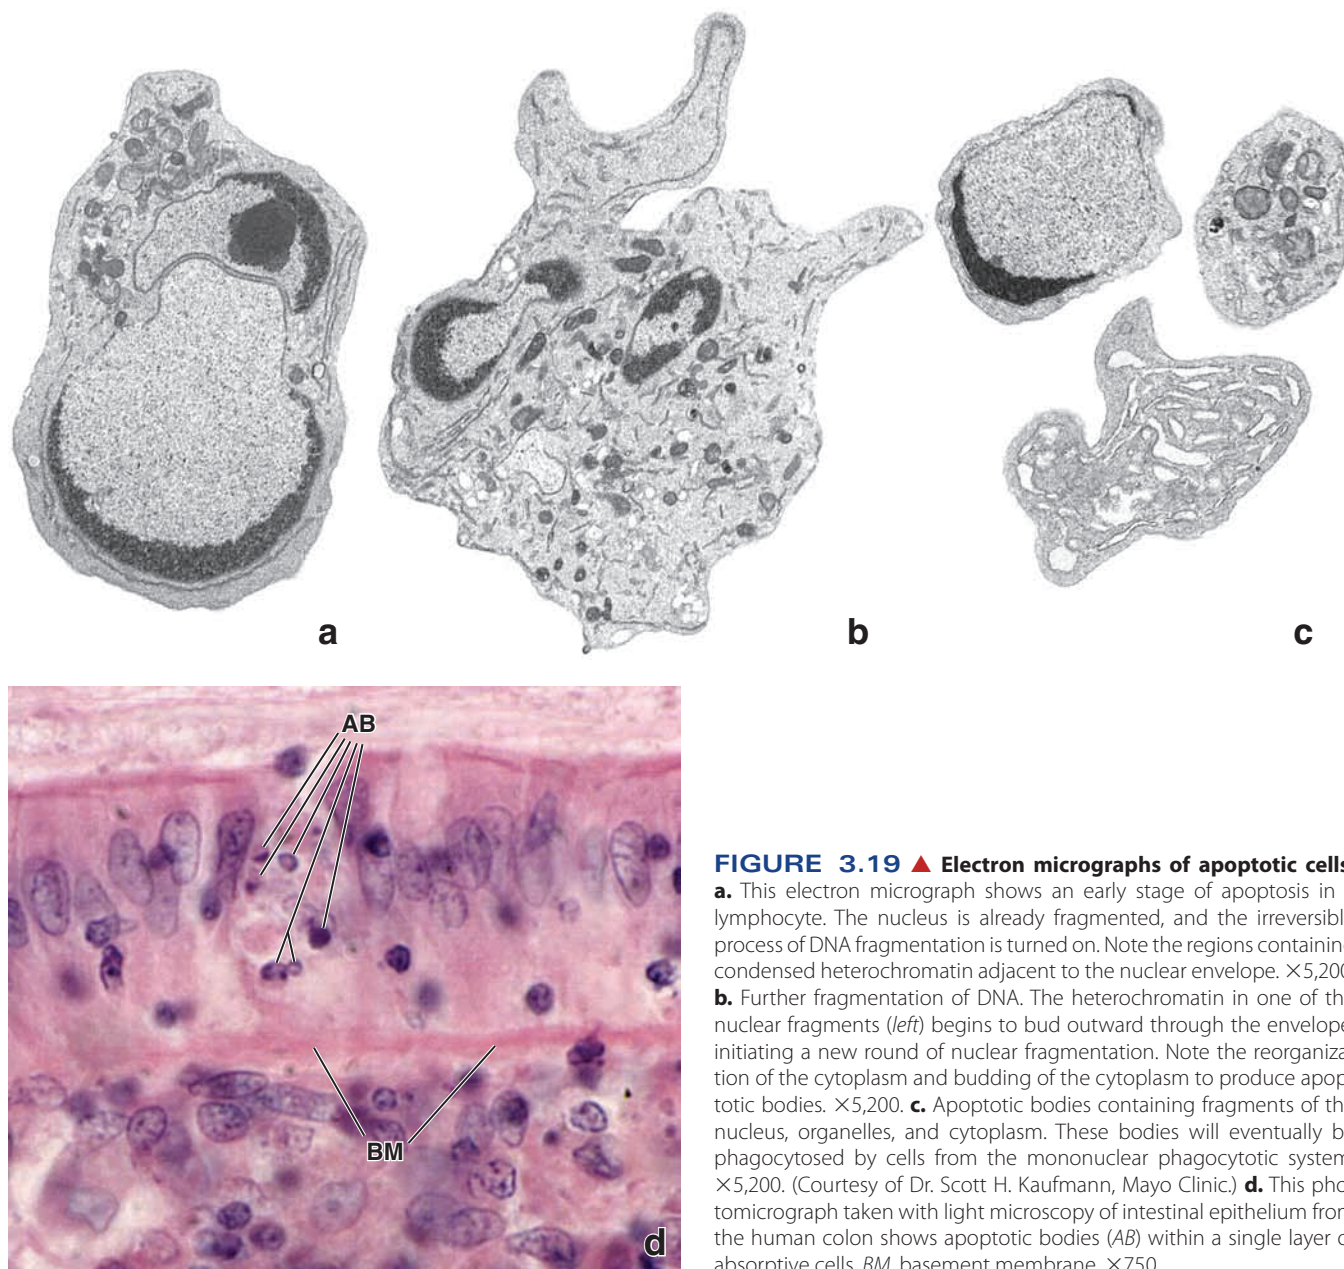 a
b
c
AB
BM
d
FIGURE 3.19 ▲ Electron micrographs of apoptotic cells
a. This electron micrograph shows an early stage of apoptosis in
lymphocyte. The nucleus is already fragmented, and the irreversibl
process of DNA fragmentation is turned on. Note the regions containin
condensed heterochromatin adjacent to the nuclear envelope. ×5,200
b. Further fragmentation of DNA. The heterochromatin in one of th
nuclear fragments (left) begins to bud outward through the envelope
initiating a new round of nuclear fragmentation. Note the reorganiza
tion of the cytoplasm and budding of the cytoplasm to produce apop
totic bodies. ×5,200. c. Apoptotic bodies containing fragments of th
nucleus, organelles, and cytoplasm. These bodies will eventually b
phagocytosed by cells from the mononuclear phagocytotic system
×5,200. (Courtesy of Dr. Scott H. Kaufmann, Mayo Clinic.) d. This pho
tomicrograph taken with light microscopy of intestinal epithelium from
the human colon shows apoptotic bodies (AB) within a single layer o
absorptive cells. BM, basement membrane. ×750.